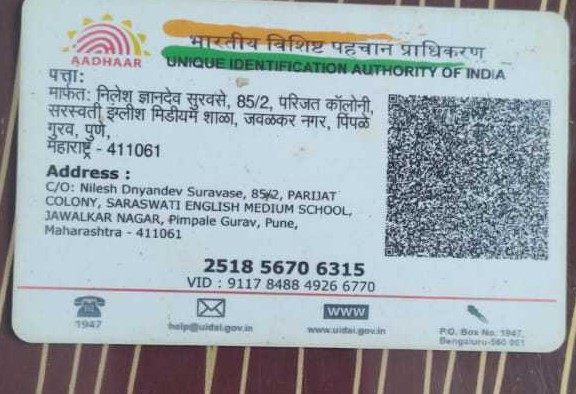 भारतीय विशिष्ट पहचान प्राधिकरण
AADHAAR
UNIQUE IDENTIFICATION AUTHORITY OF INDIA
पत्ता:
मार्फत: निलेश ज्ञानदेव सुरवसे, 85/2, परिजत कॉलोनी,
सरस्वती इंग्लीश मिडीयम शाळा, जवळकर नगर, पिंपळे
गुरव, पुणे,
महाराष्ट्र - 411061
Address :
C/O: Nilesh Dnyandev Suravase, 85/2, PARIJAT
COLONY, SARASWATI ENGLISH MEDIUM SCHOOL,
JAWALKAR NAGAR, Pimpale Gurav, Pune,
Maharashtra - 411061
2518 5670 6315
VID : 9117 8488 4926 6770
WWW
1947
help@uidai.gov.in
www.uidai.gov.in
P.O. Box No. 1947,
Bengaluru-560 001